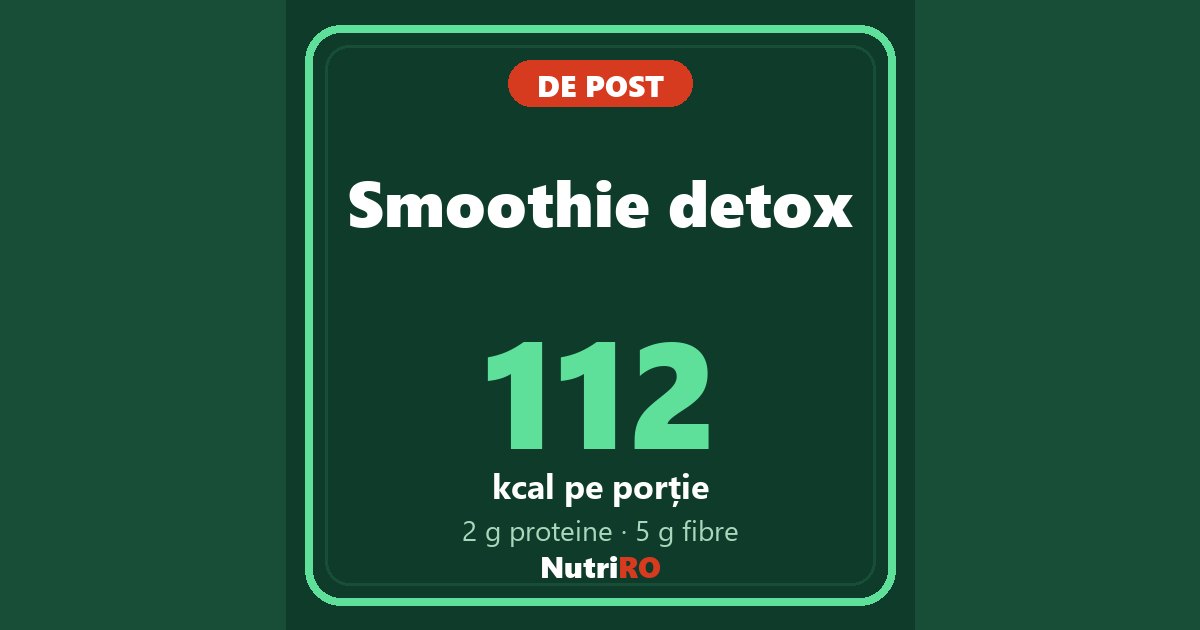 DE POST
Smoothie detox
112
kcal pe porție
2 g proteine · 5 g fibre
NutriRO